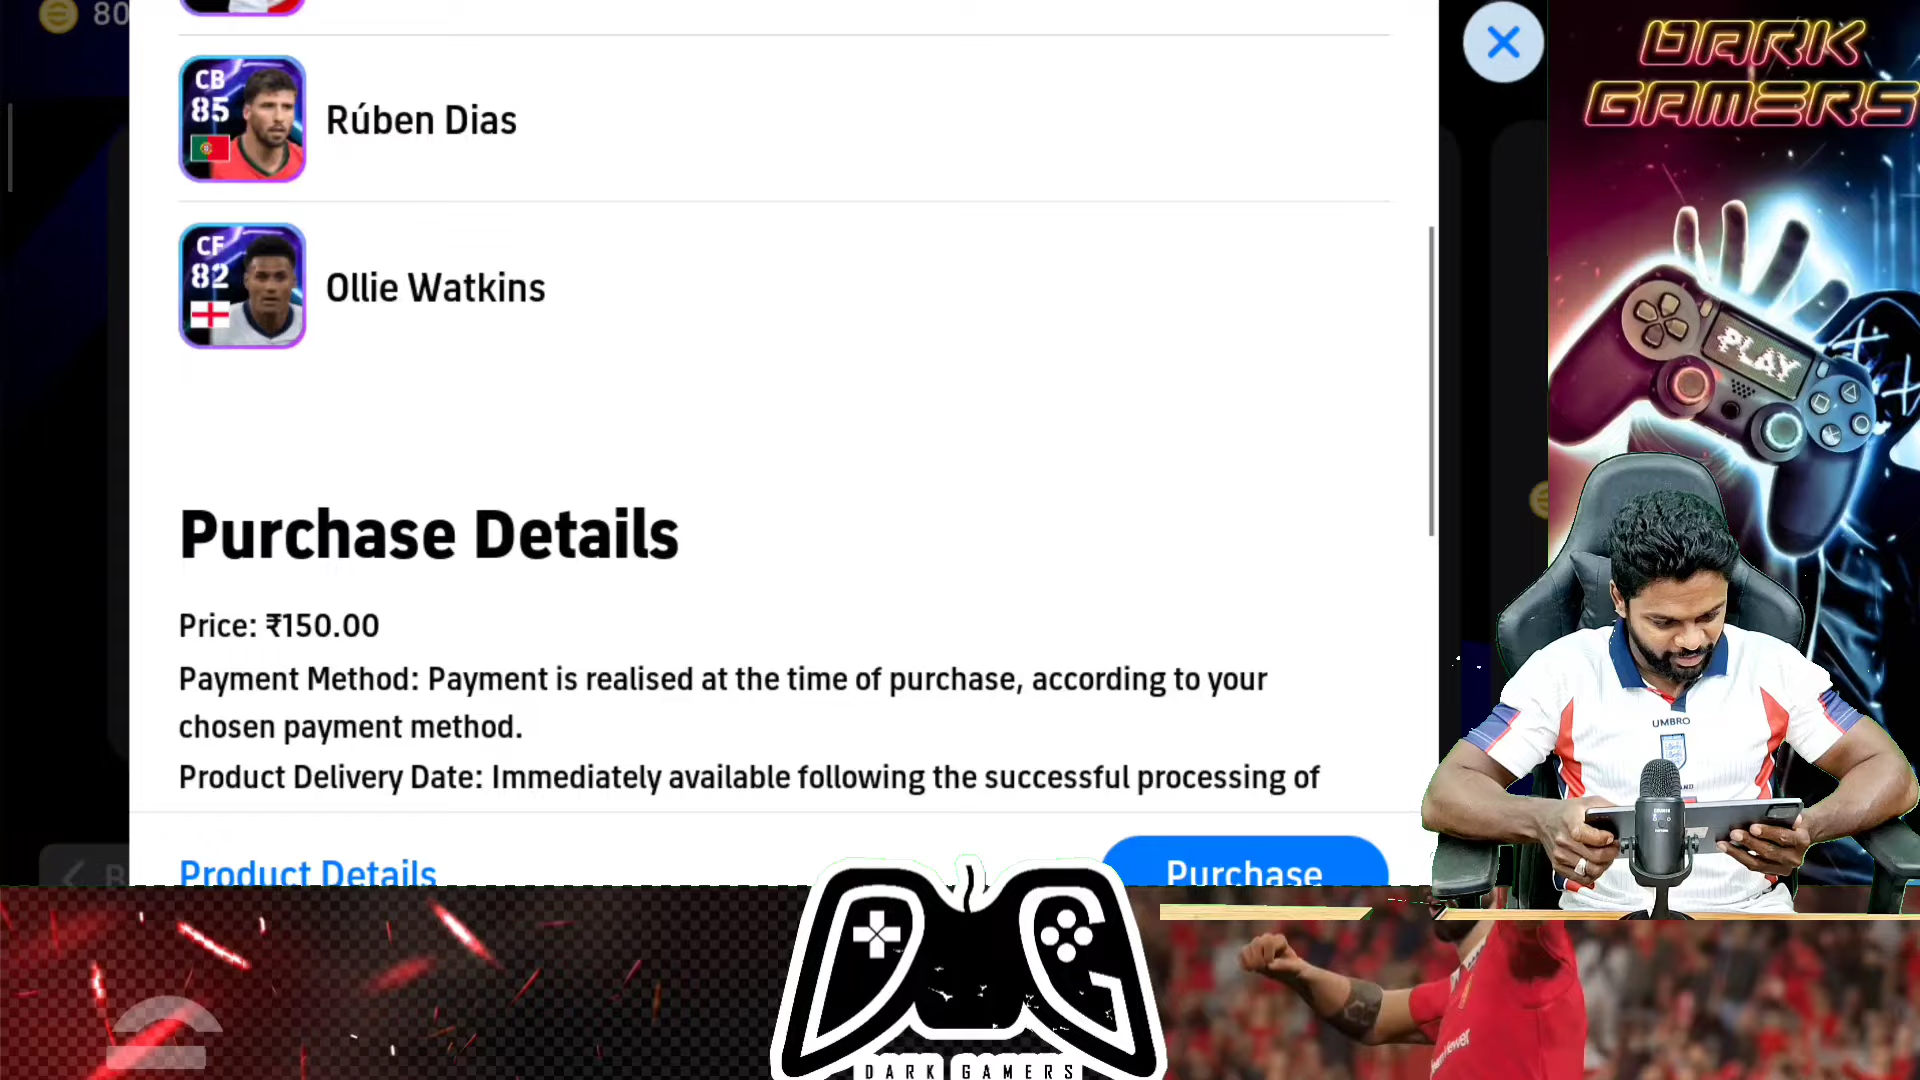 80
DARK
GAMERS
CB
85
Rúben Dias
CF
82
Ollie Watkins
PLAY
Purchase Details
Price: ₹150.00
Payment Method: Payment is realised at the time of purchase, according to your
chosen payment method.
Product Delivery Date: Immediately available following the successful processing of
UMBRO
Product Details
Purchase
DARK GAMERS